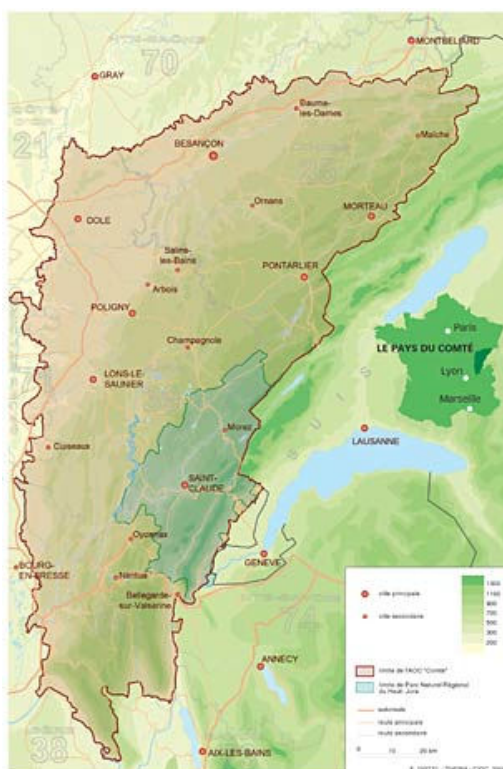 MONTBELIARD
70
GRAY
Baume-
les-Dames
21
Maîche
BESANÇON
25
Ornans
MORTEAU
DOLE
Salins-
les-Bains
PONTARLIER
Arbois
POLIGNY
Paris
Champagnole
LE PAYS DU COMTÉ
Lyon
LONS-LE-
SAUNIER
Marseille
Morez
LAUSANNE
Cuiseaux
SAINT-
CLAUDE
Oyonnax
GENEVE
BOURG-
EN-BRESSE
Nantua
Bellegarde-
sur-Valserine
ville principale
ville secondaire
74
ANNECY
limite de l'AOC "Comté"
limite du Parc Naturel Régional
du Haut-Jura
autoroute
route principale
route secondaire
0 10 20 km
38
AIX-LES-BAINS